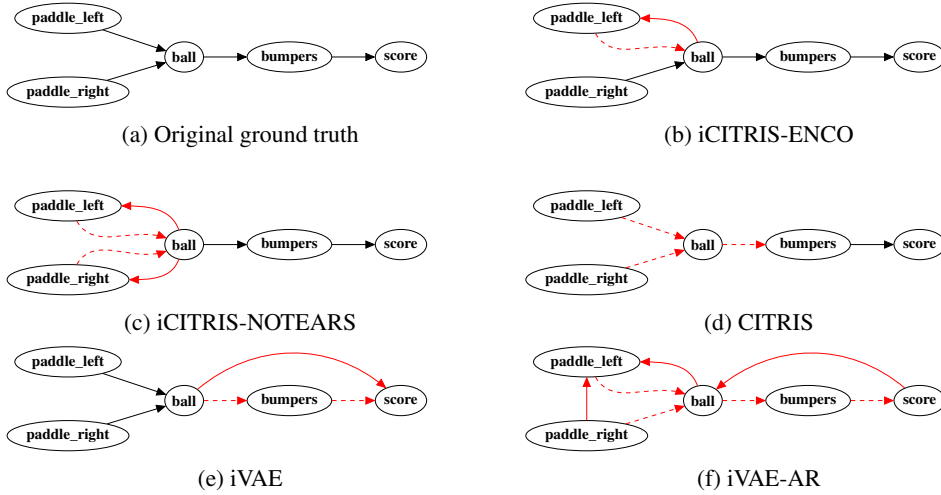 paddle_left
ball
bumpers
score
paddle_right
(a) Original ground truth
paddle_left
ball
bumpers
score
paddle_right
(b) iCITRIS-ENCO
paddle_left
ball
bumpers
score
paddle_right
(c) iCITRIS-NOTEARS
paddle_left
ball
bumpers
score
paddle_right
(d) CITRIS
paddle_left
ball
bumpers
score
paddle_right
(e) iVAE
paddle_left
ball
bumpers
score
paddle_right
(f) iVAE-AR